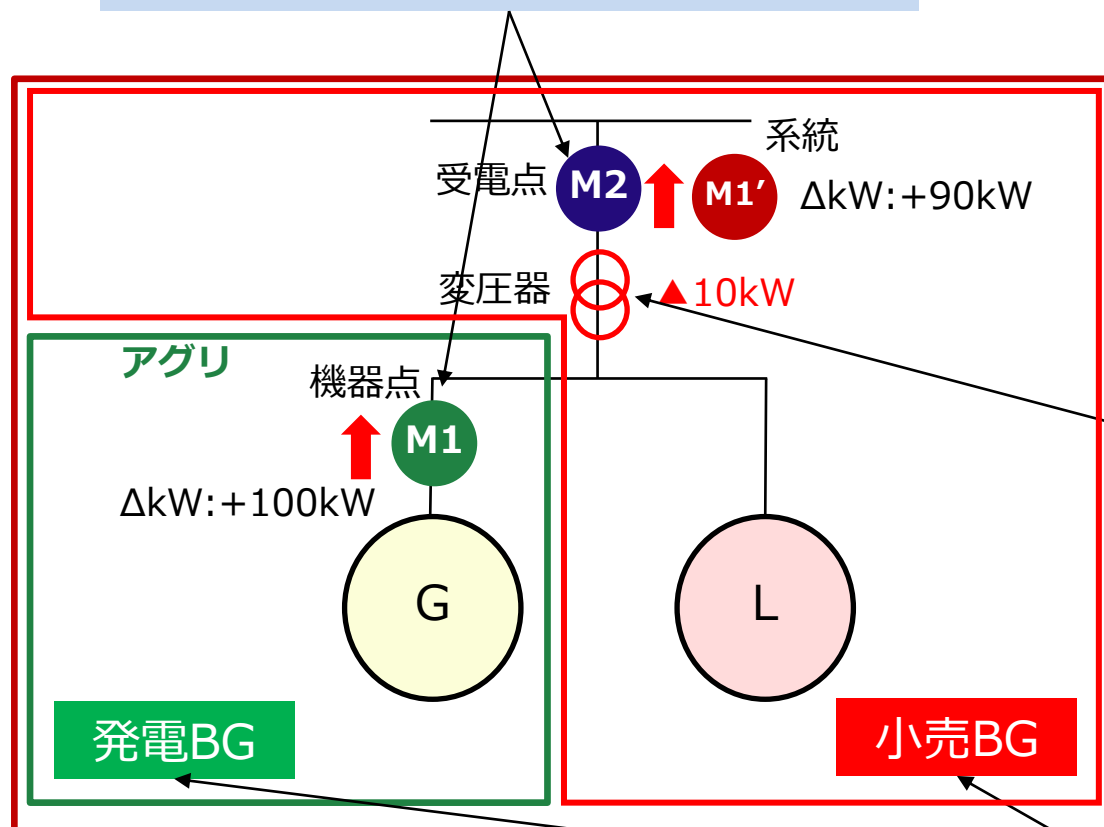 系統
受電点
M2
M1′
ΔkW:+90kW
変圧器
▲10kW
アグリ
機器点
M1
ΔkW:+100kW
G
L
発電BG
小売BG